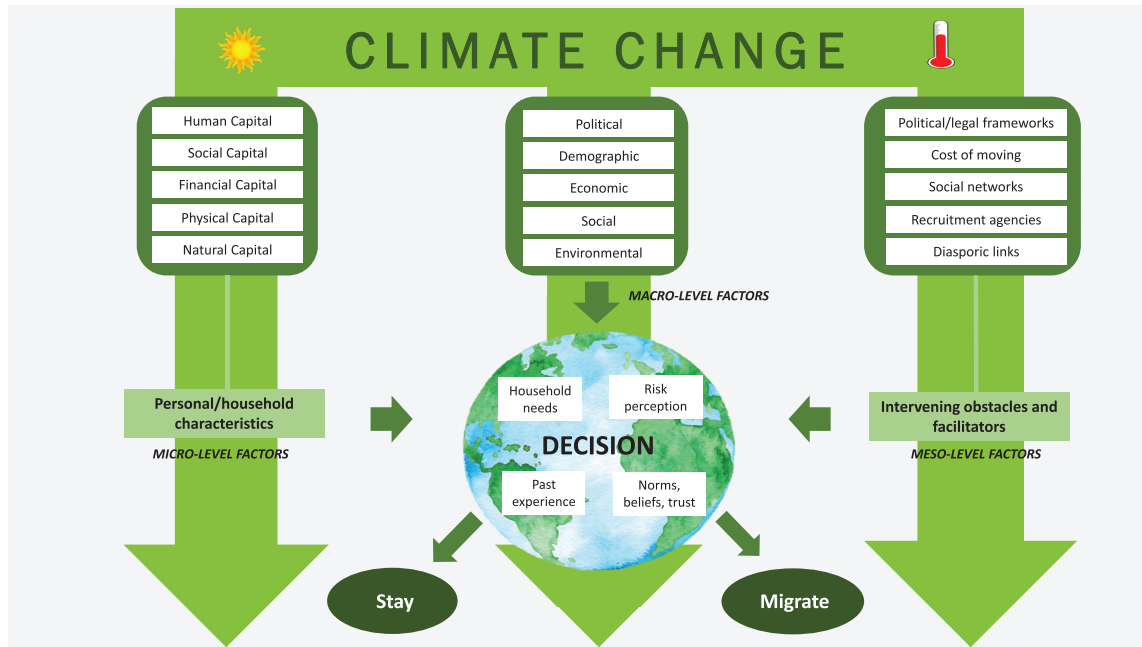 CLIMATE CHANGE
Human Capital
Social Capital
Financial Capital
Physical Capital
Natural Capital
Political
Demographic
Economic
Social
Environmental
Political/legal frameworks
Cost of moving
Social networks
Recruitment agencies
Diasporic links
MACRO-LEVEL FACTORS
Personal/household
characteristics
MICRO-LEVEL FACTORS
Household
needs
Risk
perception
DECISION
Past
experience
Norms,
beliefs, trust
Intervening obstacles and
facilitators
MESO-LEVEL FACTORS
Stay
Migrate